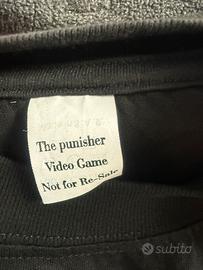 The punisher
Video Game
Not for Re-Sale
subito